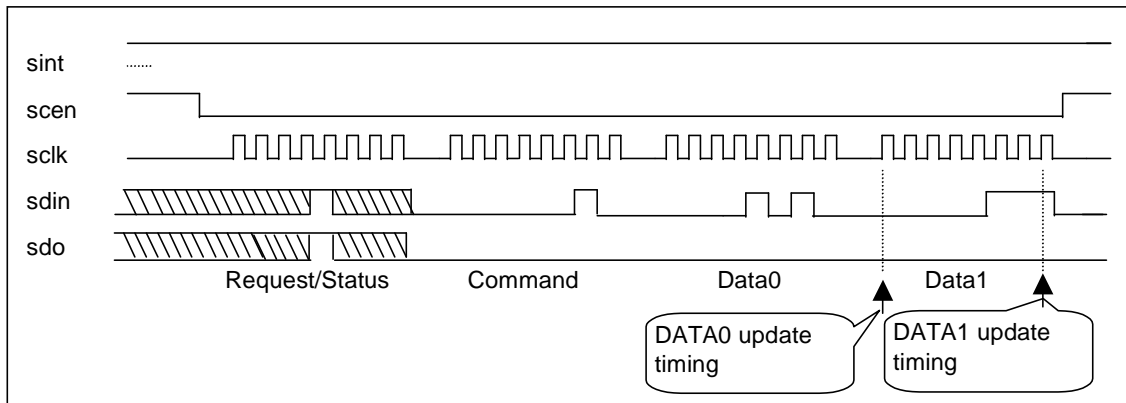 sint
scen
sclk
sdin
sdo
Request/Status Command Data0 Data1
DATA0 update
timing
DATA1 update
timing